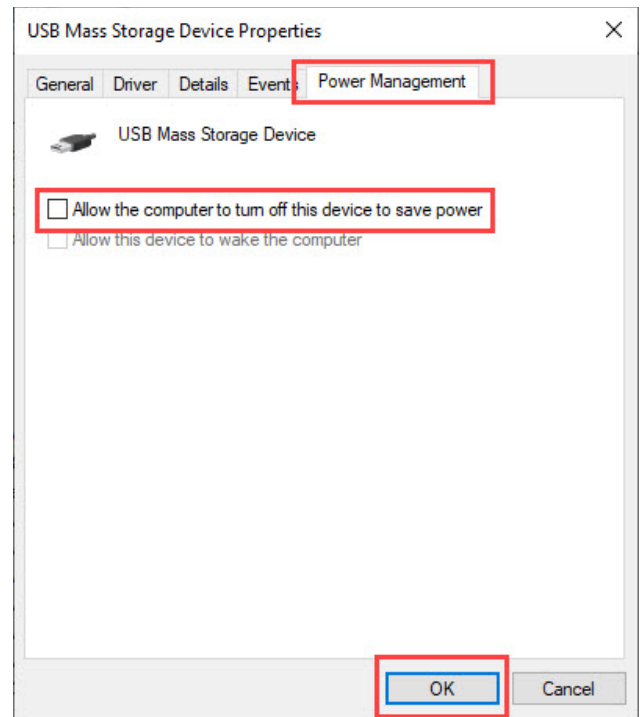 USB Mass Storage Device Properties
General Driver Details Events Power Management
USB Mass Storage Device
Allow the computer to turn off this device to save power
Allow this device to wake the computer
OK Cancel